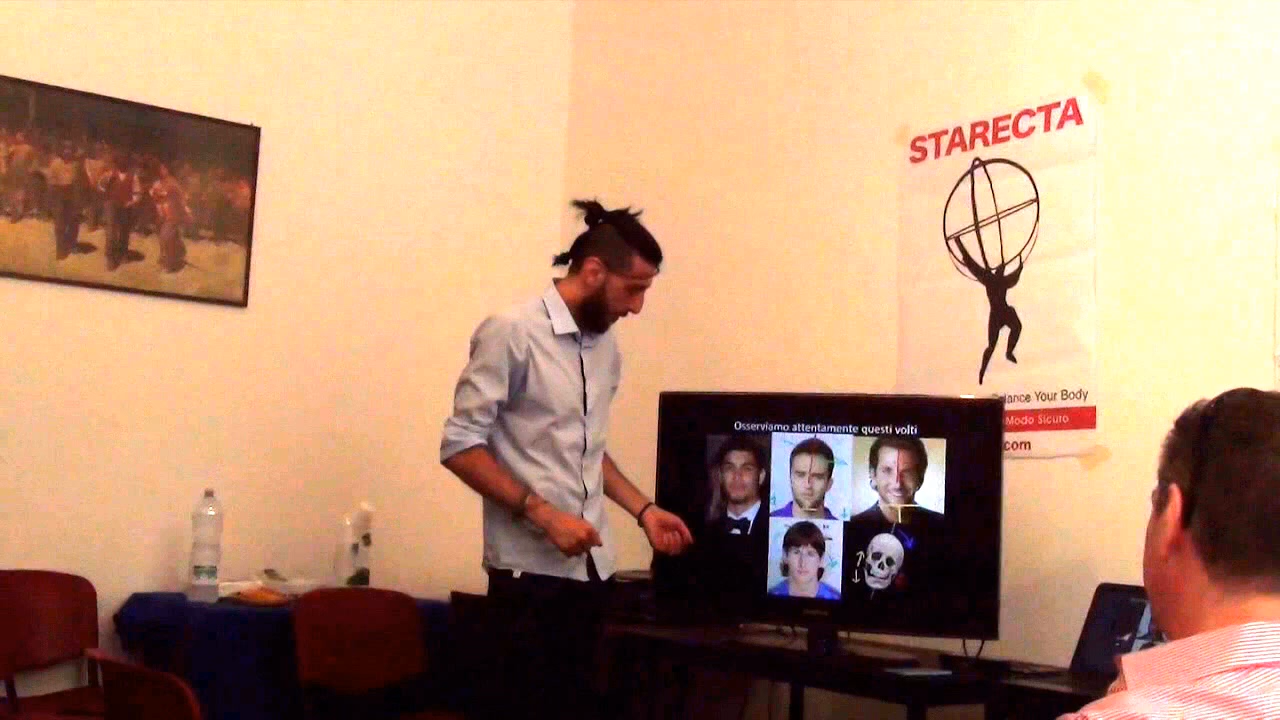 STARECTA
Balance Your Body
Modo Sicuro
.com
Osserviamo attentamente questi volti